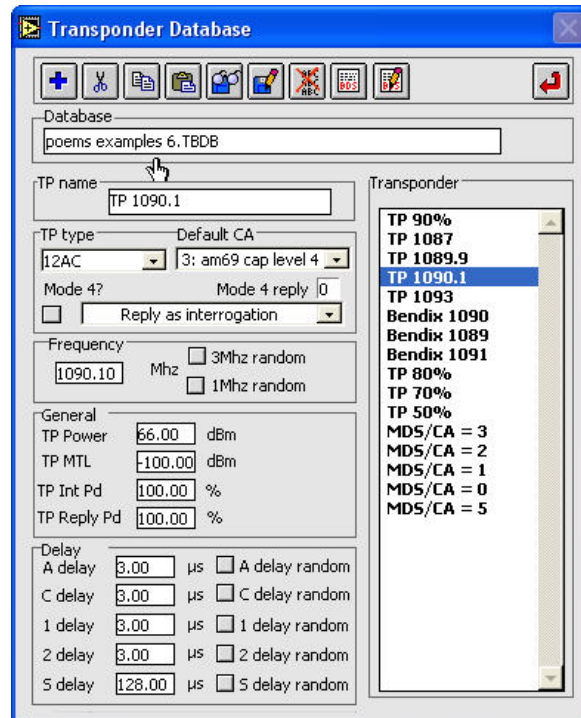 Transponder Database
ABC BDS BDS
Database
poems examples 6.TBDB
TP name
TP 1090.1
TP type Default CA
12AC 3: am69 cap level 4
Mode 4? Mode 4 reply 0
Reply as interrogation
Frequency
1090.10 Mhz 3Mhz random
1Mhz random
General
TP Power 66.00 dBm
TP MTL -100.00 dBm
TP Int Pd 100.00 %
TP Reply Pd 100.00 %
Delay
A delay 3.00 µs A delay random
C delay 3.00 µs C delay random
1 delay 3.00 µs 1 delay random
2 delay 3.00 µs 2 delay random
S delay 128.00 µs S delay random
Transponder
TP 90%
TP 1087
TP 1089.9
TP 1090.1
TP 1093
Bendix 1090
Bendix 1089
Bendix 1091
TP 80%
TP 70%
TP 50%
MDS/CA = 3
MDS/CA = 2
MDS/CA = 1
MDS/CA = 0
MDS/CA = 5